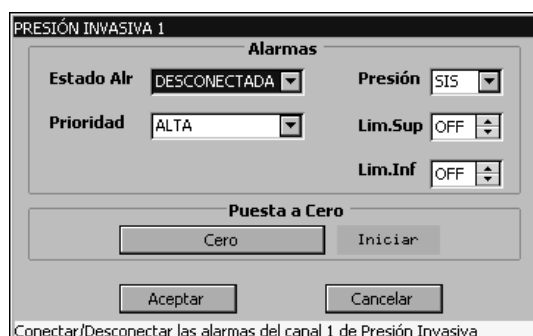 PRESIÓN INVASIVA 1
Alarmas
Estado Alr DESCONECTADA Presión SIS
Prioridad ALTA Lim.Sup OFF
Lim.Inf OFF
Puesta a Cero
Cero Iniciar
Aceptar Cancelar
Conectar/Desconectar las alarmas del canal 1 de Presión Invasiva